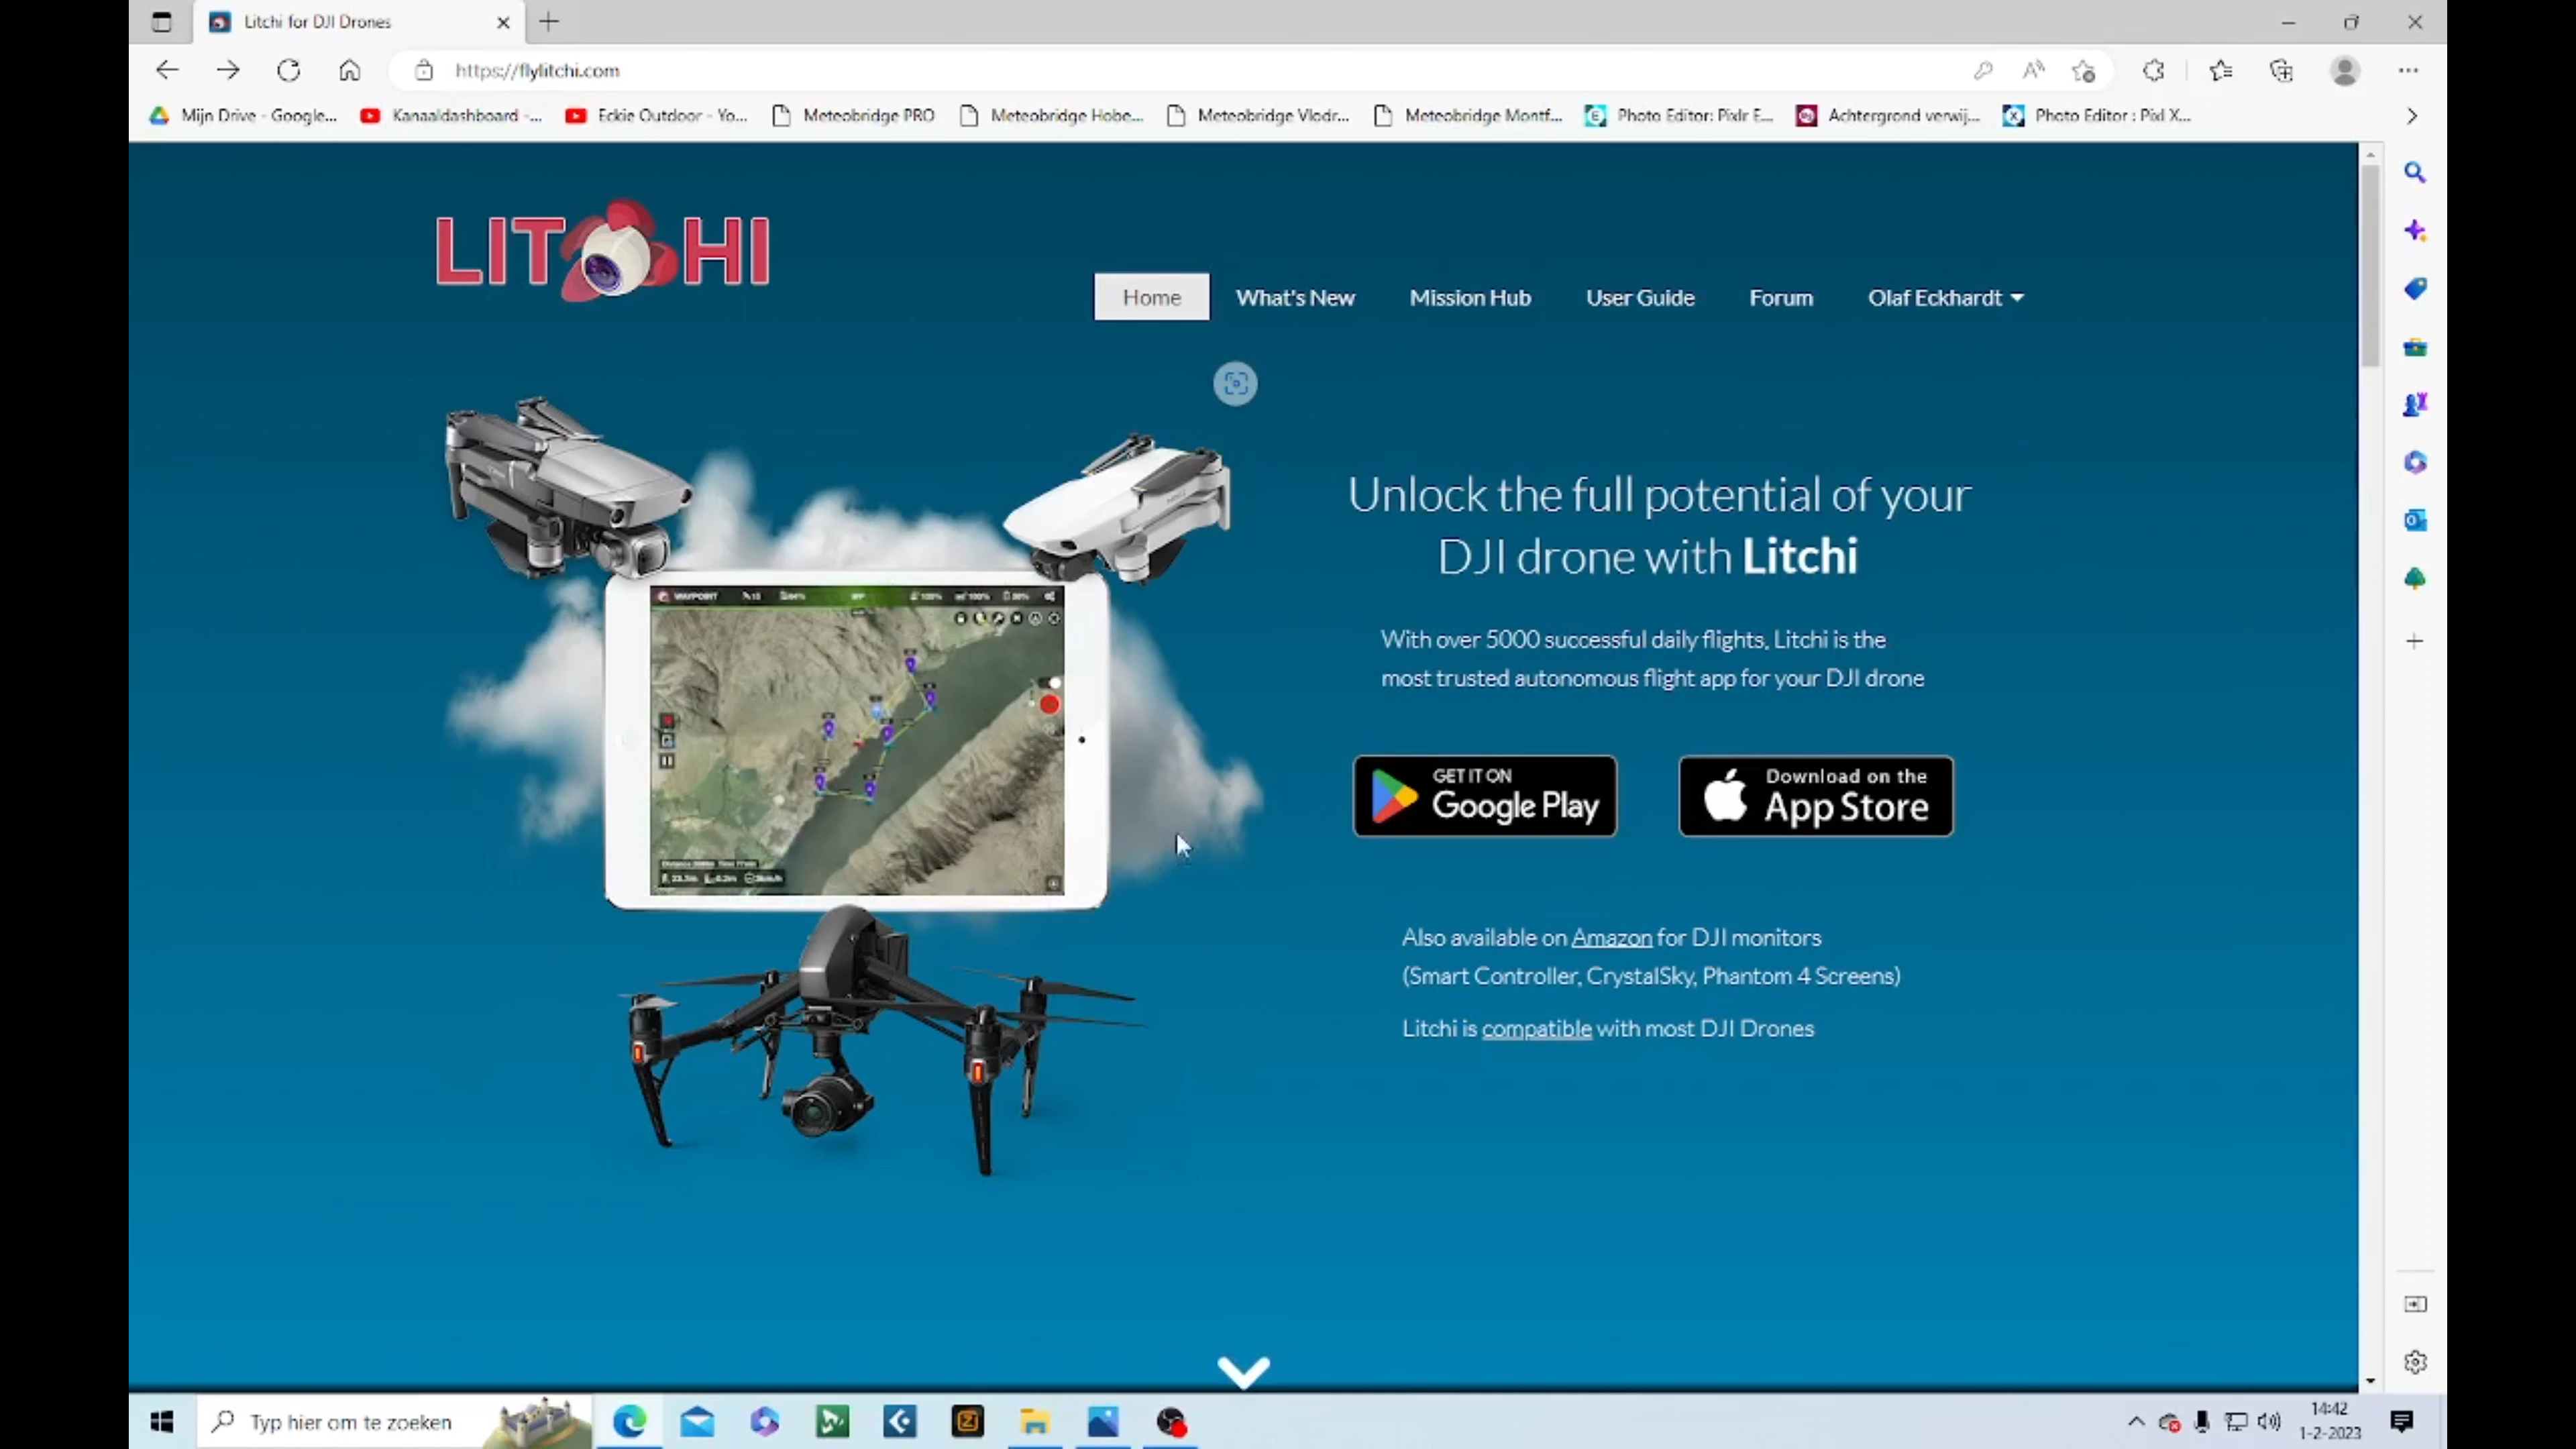 Litchi for DJI Drones
https://flylitchi.com
Mijn Drive - Google...
Kanaaldashboard -...
Eckie Outdoor - Yo...
Meteobridge PRO
Meteobridge Hobe...
Meteobridge Vlodr...
Meteobridge Montf...
Photo Editor: Pixlr E...
Achtergrond verwij...
Photo Editor : Pixl X...
LITCHI
Home
What's New
Mission Hub
User Guide
Forum
Olaf Eckhardt
Unlock the full potential of your
DJI drone with Litchi
With over 5000 successful daily flights, Litchi is the
most trusted autonomous flight app for your DJI drone
WAYPOINT
GET IT ON
Google Play
Download on the
App Store
Also available on Amazon for DJI monitors
(Smart Controller, CrystalSky, Phantom 4 Screens)
Litchi is compatible with most DJI Drones
Typ hier om te zoeken
14:42
1-2-2023